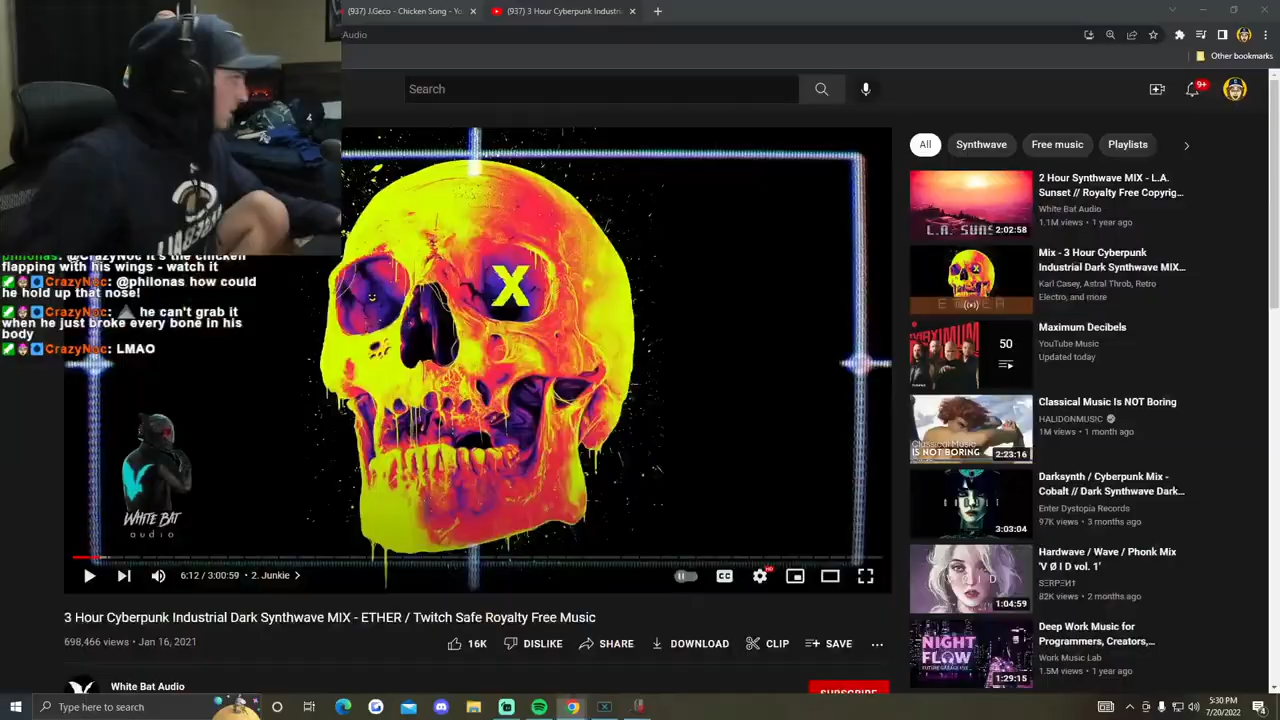 (937) J.Geco - Chicken Song - Yo
(937) 3 Hour Cyberpunk Industri
Audio
Other bookmarks
Search
9+
philonas: @CrazyNoc it's the chicken
flapping with his wings - watch it
CrazyNoc: @philonas how could
he hold up that nose!
CrazyNoc: he can't grab it
when he just broke every bone in his
body
CrazyNoc: LMAO
X
WHITE BAT
audio
6:12 / 3:00:59 • 2. Junkie
CC
HD
3 Hour Cyberpunk Industrial Dark Synthwave MIX - ETHER / Twitch Safe Royalty Free Music
698,466 views • Jan 16, 2021
16K
DISLIKE
SHARE
DOWNLOAD
CLIP
SAVE
White Bat Audio
SUBSCRIBE
All
Synthwave
Free music
Playlists
L.A. SUNS
2:02:58
2 Hour Synthwave MIX - L.A.
Sunset // Royalty Free Copyrig...
White Bat Audio
1.1M views • 1 year ago
ETHER
Mix - 3 Hour Cyberpunk
Industrial Dark Synthwave MIX...
Karl Casey, Astral Throb, Retro
Electro, and more
MAXIMUM
50
Maximum Decibels
YouTube Music
Updated today
Classical Music
IS NOT BORING
2:23:16
Classical Music Is NOT Boring
HALIDONMUSIC
1M views • 1 month ago
3:03:04
Darksynth / Cyberpunk Mix -
Cobalt // Dark Synthwave Dark...
Enter Dystopia Records
97K views • 3 months ago
1:04:59
Hardwave / Wave / Phonk Mix
'V Ø I D vol. 1'
SΞRPΞNT
82K views • 2 months ago
NIGHT
FLOW
1:29:15
Deep Work Music for
Programmers, Creators,...
Work Music Lab
1.5M views • 1 year ago
Type here to search
5:30 PM
7/20/2022
4